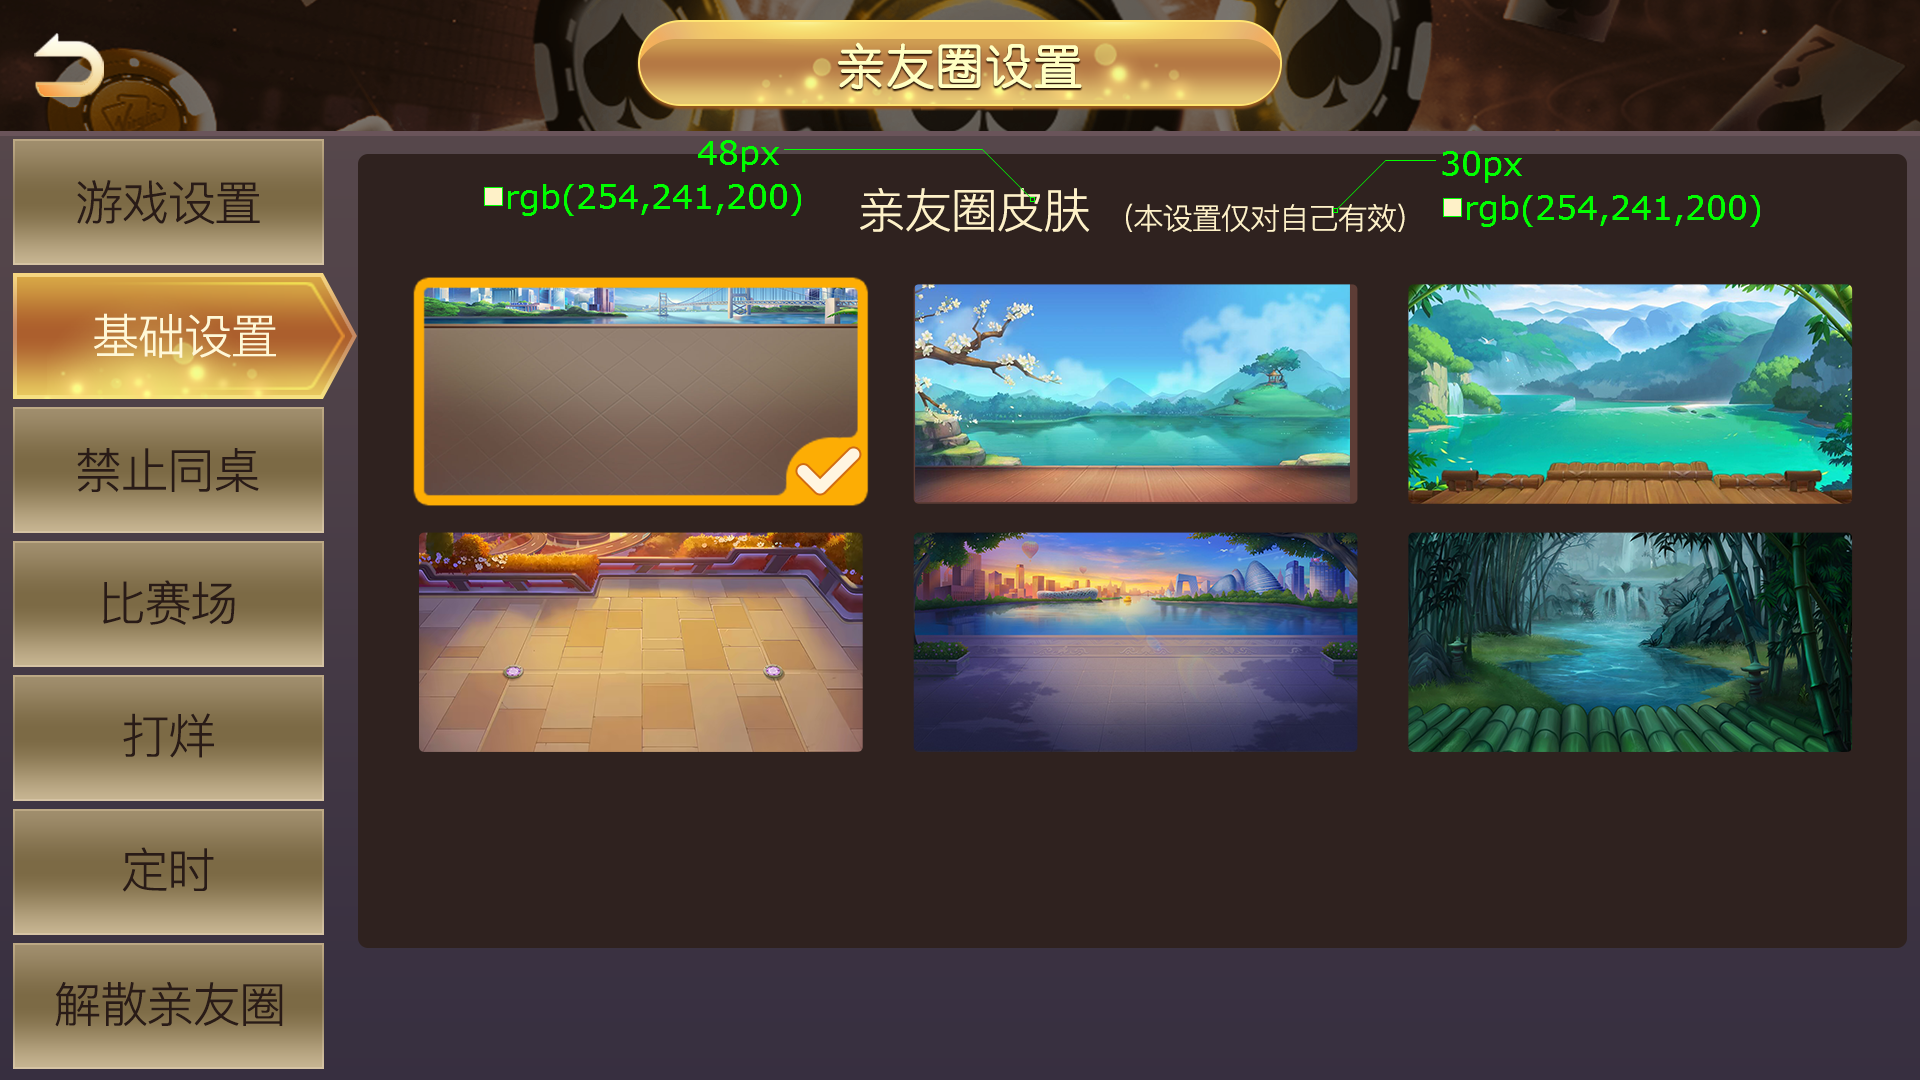 亲友圈设置
游戏设置
基础设置
禁止同桌
比赛场
打烊
定时
解散亲友圈
48px
rgb(254,241,200)
亲友圈皮肤 (本设置仅对自己有效)
30px
rgb(254,241,200)